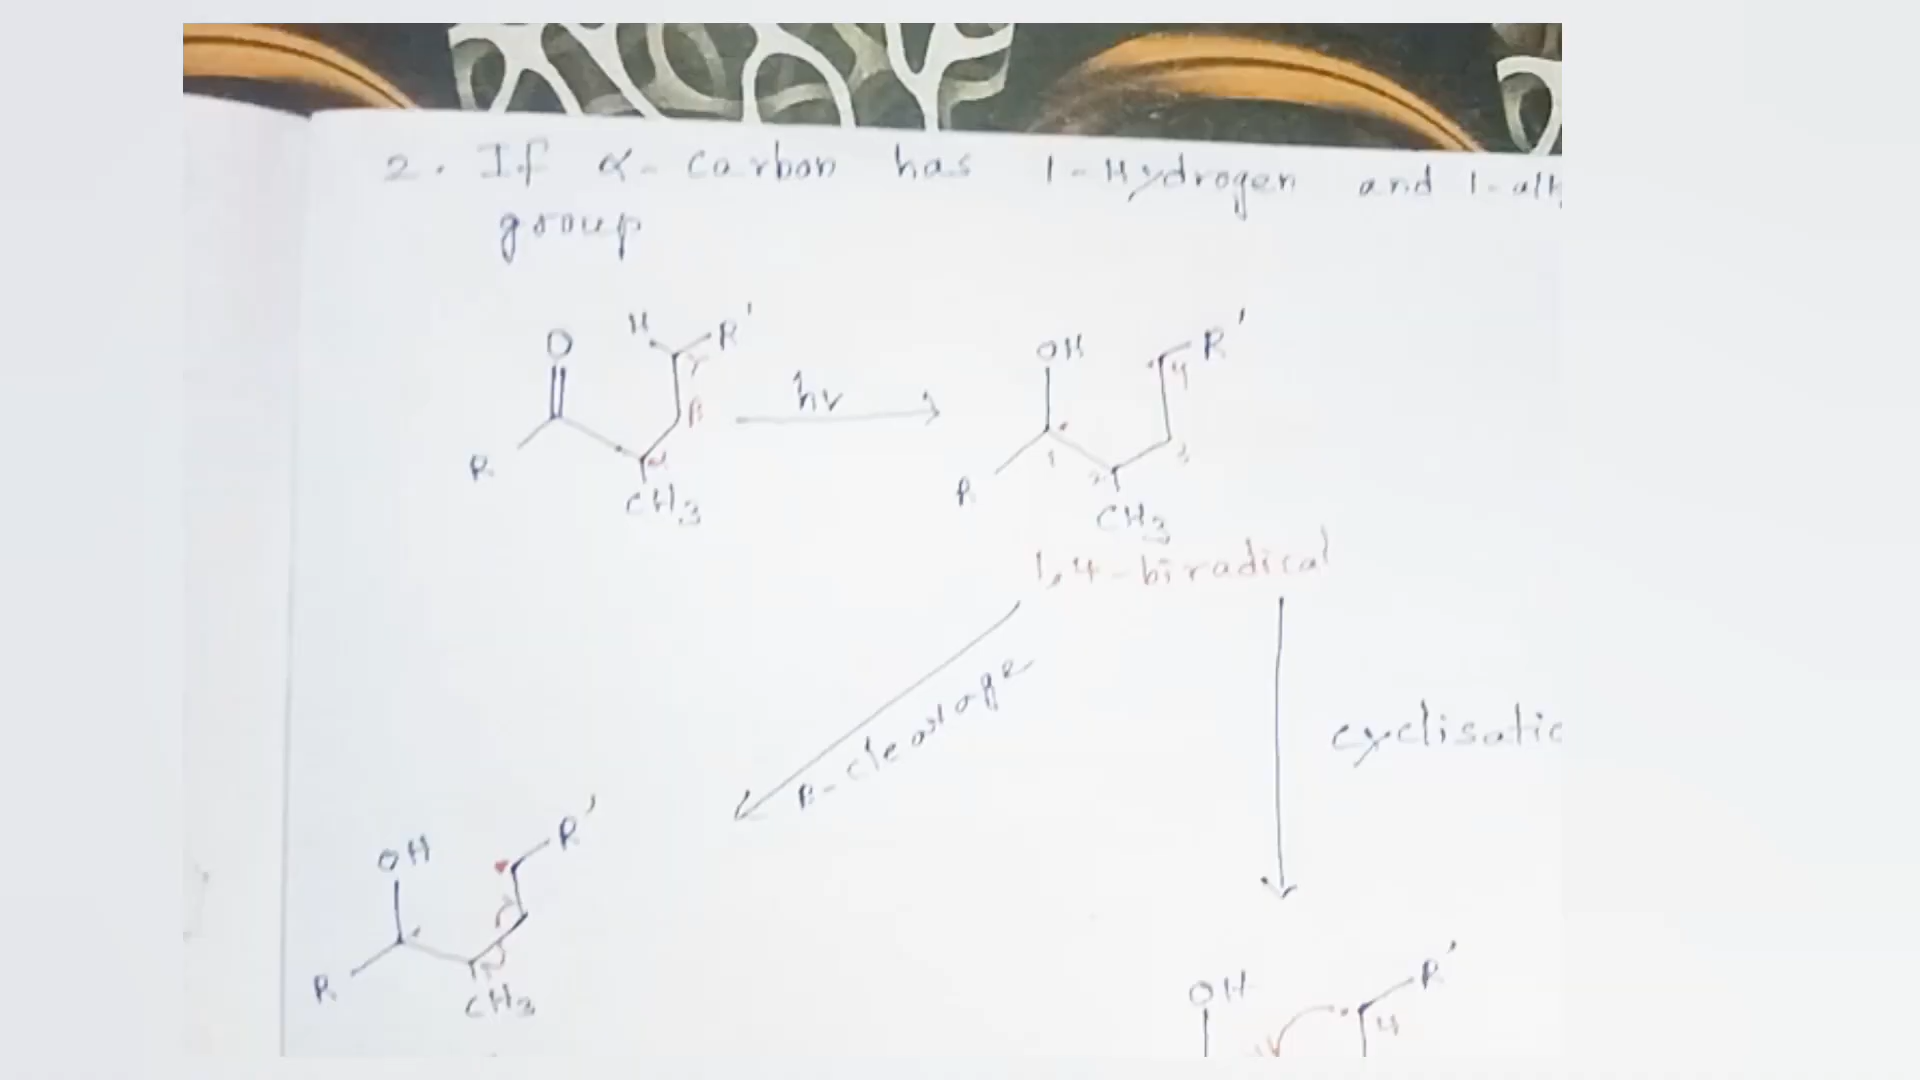 2. If α- carbon has 1-Hydrogen and 1-alk
group
O H R'
γ
β
R α
CH3
hν
OH R'
4
1 3
R 2
CH3
1,4-biradical
β-cleavage
cyclisatio
OH R'
R
CH3
OH R'
4